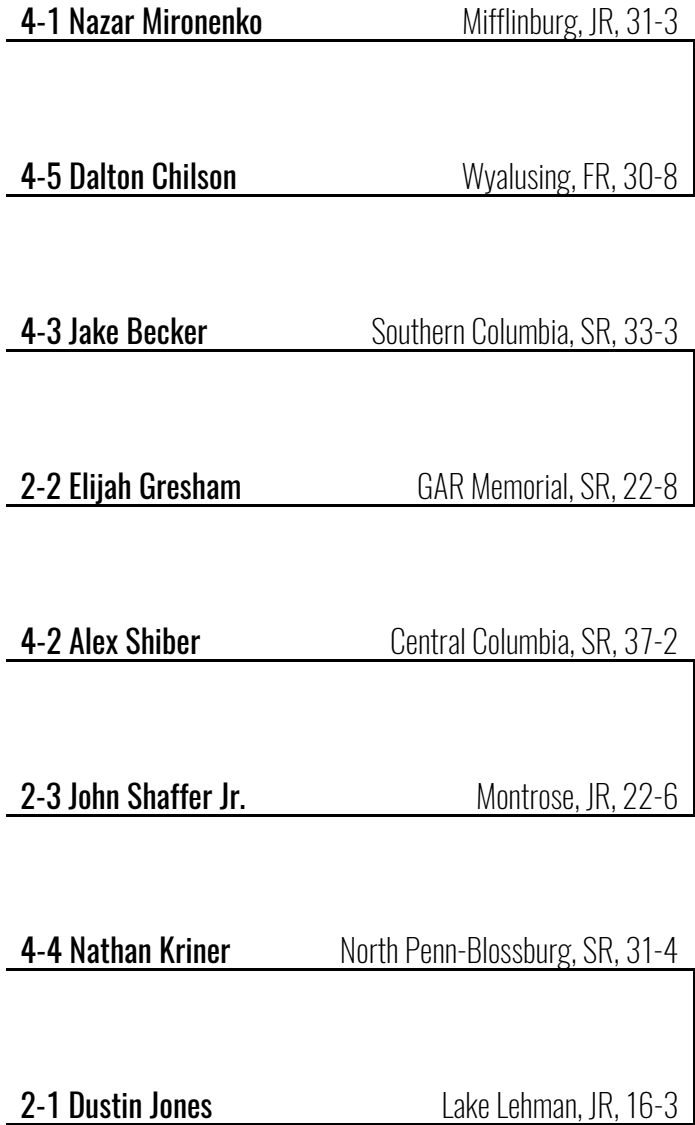 4-1 Nazar Mironenko Mifflinburg, JR, 31-3
4-5 Dalton Chilson Wyalusing, FR, 30-8
4-3 Jake Becker Southern Columbia, SR, 33-3
2-2 Elijah Gresham GAR Memorial, SR, 22-8
4-2 Alex Shiber Central Columbia, SR, 37-2
2-3 John Shaffer Jr. Montrose, JR, 22-6
4-4 Nathan Kriner North Penn-Blossburg, SR, 31-4
2-1 Dustin Jones Lake Lehman, JR, 16-3